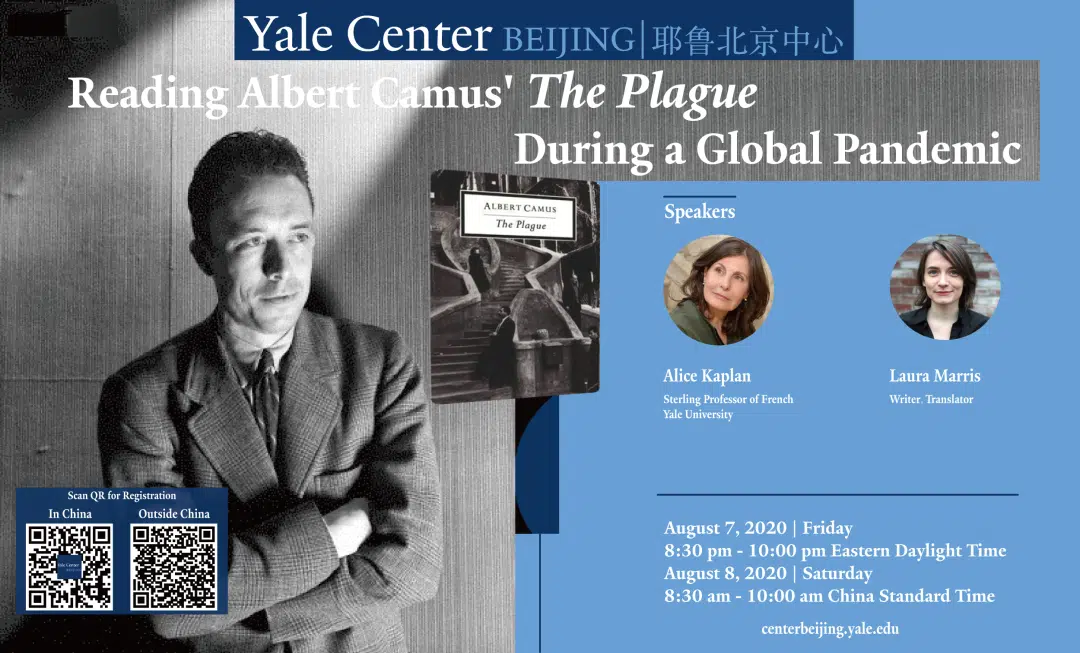 Yale Center BEIJING|耶鲁北京中心
Reading Albert Camus' The Plague
During a Global Pandemic
ALBERT CAMUS
The Plague
Speakers
Alice Kaplan
Sterling Professor of French
Yale University
Laura Marris
Writer, Translator
Scan QR for Registration
In China
Outside China
August 7, 2020 | Friday
8:30 pm - 10:00 pm Eastern Daylight Time
August 8, 2020 | Saturday
8:30 am - 10:00 am China Standard Time
centerbeijing.yale.edu